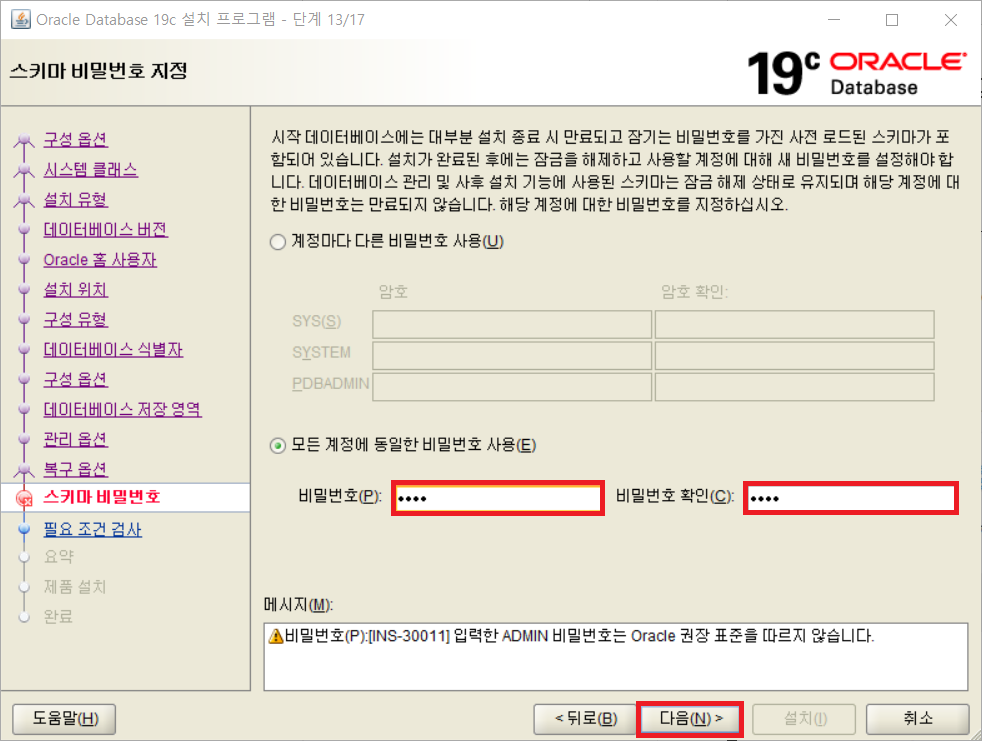 Oracle Database 19c 설치 프로그램 - 단계 13/17
스키마 비밀번호 지정
19c ORACLE
Database
구성 옵션
시스템 클래스
설치 유형
데이터베이스 버전
Oracle 홈 사용자
설치 위치
구성 유형
데이터베이스 식별자
구성 옵션
데이터베이스 저장 영역
관리 옵션
복구 옵션
스키마 비밀번호
필요 조건 검사
요약
제품 설치
완료
시작 데이터베이스에는 대부분 설치 종료 시 만료되고 잠기는 비밀번호를 가진 사전 로드된 스키마가 포
함되어 있습니다. 설치가 완료된 후에는 잠금을 해제하고 사용할 계정에 대해 새 비밀번호를 설정해야 합
니다. 데이터베이스 관리 및 사후 설치 기능에 사용된 스키마는 잠금 해제 상태로 유지되며 해당 계정에 대
한 비밀번호는 만료되지 않습니다. 해당 계정에 대한 비밀번호를 지정하십시오.
계정마다 다른 비밀번호 사용(U)
암호 암호 확인:
SYS(S)
SYSTEM
PDBADMIN
모든 계정에 동일한 비밀번호 사용(E)
비밀번호(P): •••• 비밀번호 확인(C): ••••
메시지(M):
비밀번호(P):[INS-30011] 입력한 ADMIN 비밀번호는 Oracle 권장 표준을 따르지 않습니다.
도움말(H) < 뒤로(B) 다음(N) > 설치(I) 취소